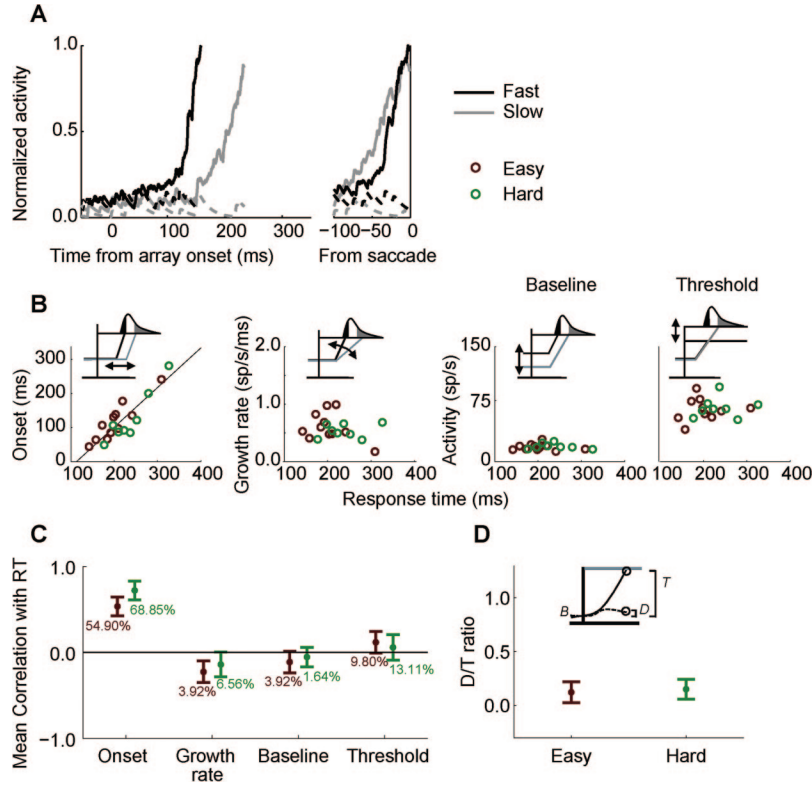 A
Normalized activity
1.0
0.5
0.0
0 100 200 300
Time from array onset (ms)
−100 −50 0
From saccade
Fast
Slow
Easy
Hard
B
Baseline
Threshold
Onset (ms)
300
200
100
0
100 200 300 400
Growth rate (sp/s/ms)
2.0
1.0
0.0
100 200 300 400
Activity (sp/s)
150
75
0
100 200 300 400
100 200 300 400
Response time (ms)
C
Mean Correlation with RT
1.0
0.0
−1.0
54.90%
68.85%
3.92%
6.56%
3.92%
1.64%
9.80%
13.11%
Onset
Growth rate
Baseline
Threshold
D
D/T ratio
1.0
0.5
0.0
B
D
T
Easy
Hard